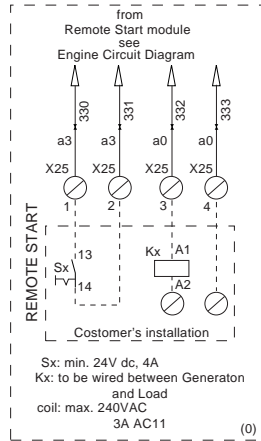 from
Remote Start module
see
Engine Circuit Diagram
330
331
332
333
a3
a3
a0
a0
X25
X25
X25
X25
1
2
3
4
REMOTE START
Sx
13
14
Kx
A1
A2
Costomer's installation
Sx: min. 24V dc, 4A
Kx: to be wired between Generaton
and Load
coil: max. 240VAC
3A AC11
(0)